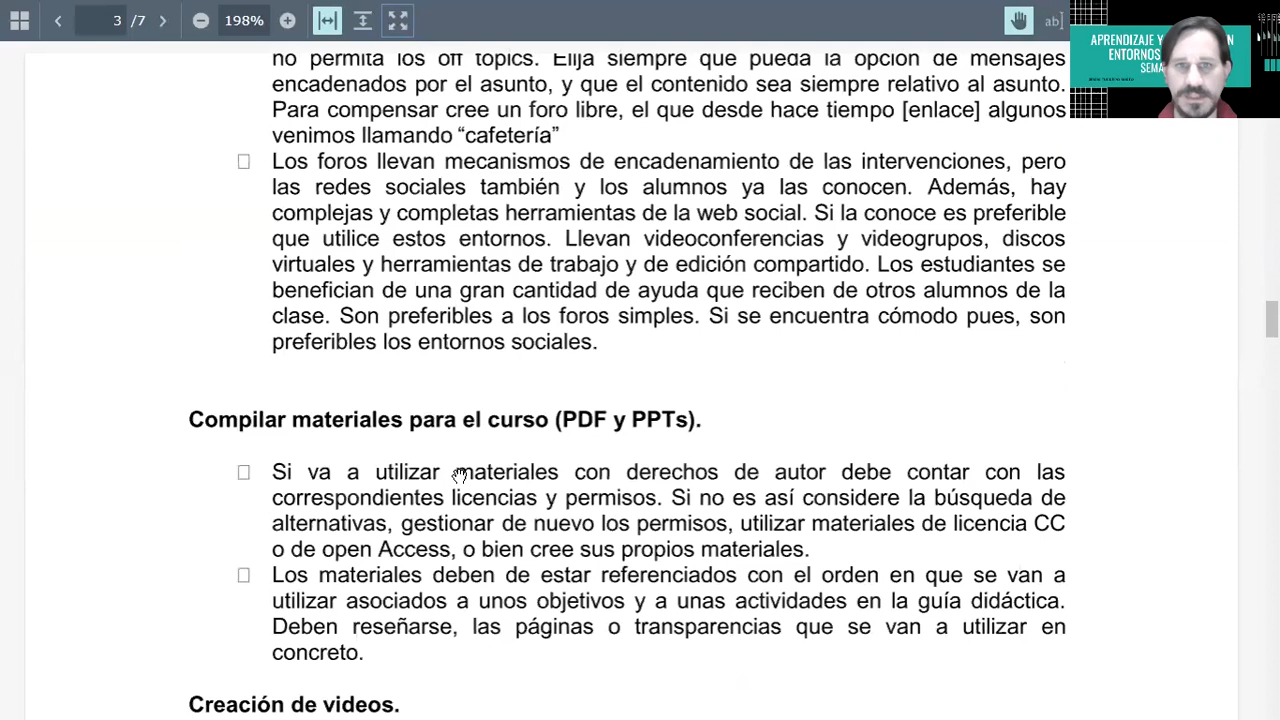 3 /7
198%
ab
APRENDIZAJE Y
N
ENTORNOS
SEMA
no permita los off topics. Elija siempre que pueda la opción de mensajes
encadenados por el asunto, y que el contenido sea siempre relativo al asunto.
Para compensar cree un foro libre, el que desde hace tiempo [enlace] algunos
venimos llamando “cafetería”
Los foros llevan mecanismos de encadenamiento de las intervenciones, pero
las redes sociales también y los alumnos ya las conocen. Además, hay
complejas y completas herramientas de la web social. Si la conoce es preferible
que utilice estos entornos. Llevan videoconferencias y videogrupos, discos
virtuales y herramientas de trabajo y de edición compartido. Los estudiantes se
benefician de una gran cantidad de ayuda que reciben de otros alumnos de la
clase. Son preferibles a los foros simples. Si se encuentra cómodo pues, son
preferibles los entornos sociales.
Compilar materiales para el curso (PDF y PPTs).
Si va a utilizar materiales con derechos de autor debe contar con las
correspondientes licencias y permisos. Si no es así considere la búsqueda de
alternativas, gestionar de nuevo los permisos, utilizar materiales de licencia CC
o de open Access, o bien cree sus propios materiales.
Los materiales deben de estar referenciados con el orden en que se van a
utilizar asociados a unos objetivos y a unas actividades en la guía didáctica.
Deben reseñarse, las páginas o transparencias que se van a utilizar en
concreto.
Creación de videos.